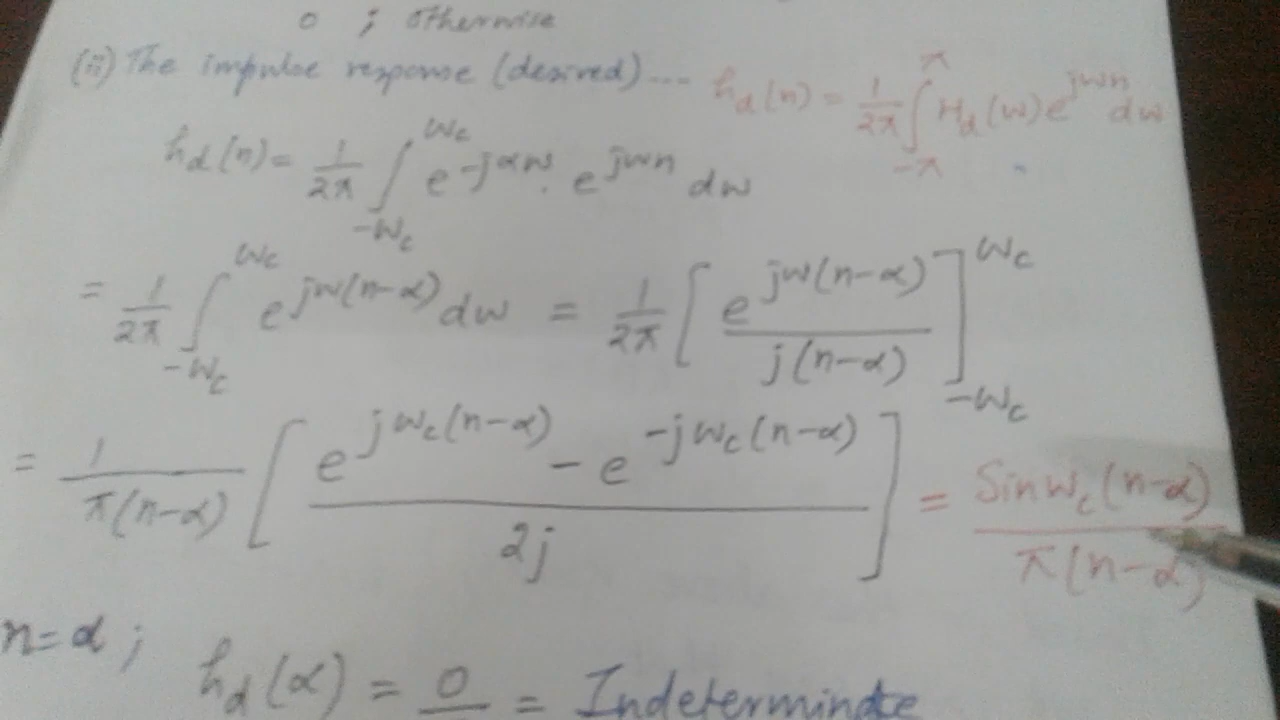 0 ; otherwise
(ii) The impulse response (desired)... h_d(n) = 1/2π ∫_{-π}^{π} H_d(w) e^{jwn} dw
h_d(n) = 1/2π ∫_{-w_c}^{w_c} e^{-jαw} . e^{jwn} dw
= 1/2π ∫_{-w_c}^{w_c} e^{jw(n-α)} dw = 1/2π [ e^{jw(n-α)} / j(n-α) ]_{-w_c}^{w_c}
= 1/π(n-α) [ (e^{jw_c(n-α)} - e^{-jw_c(n-α)}) / 2j ] = Sin w_c(n-α) / π(n-α)
n=α ; h_d(α) = 0/ = Indeterminate